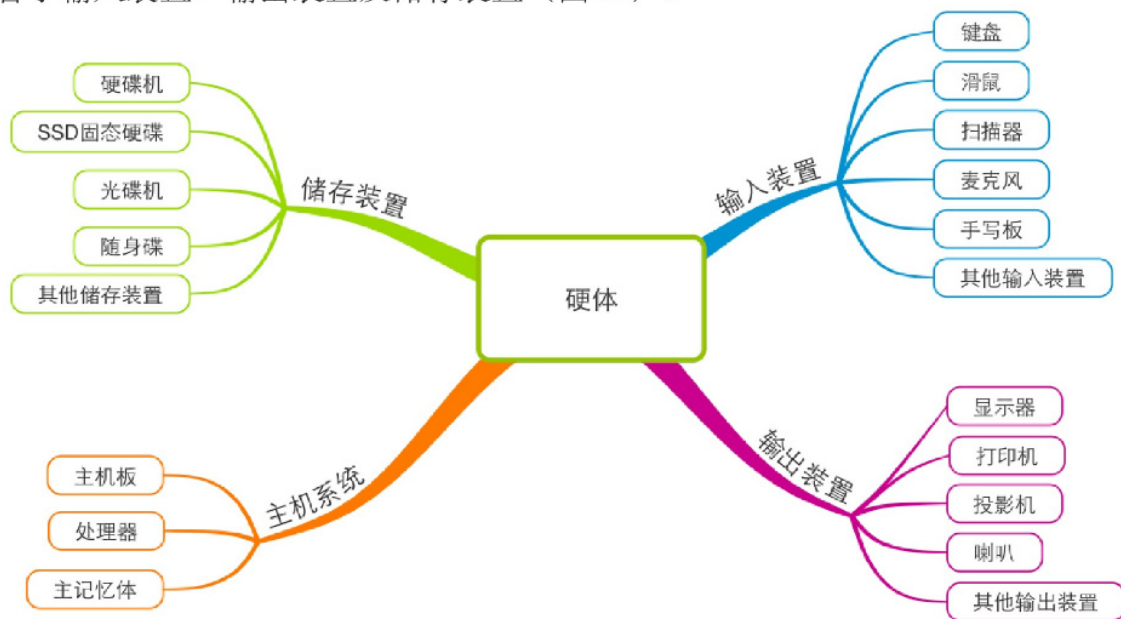 硬体
储存装置
硬碟机
SSD固态硬碟
光碟机
随身碟
其他储存装置
输入装置
键盘
滑鼠
扫描器
麦克风
手写板
其他输入装置
主机系统
主机板
处理器
主记忆体
输出装置
显示器
打印机
投影机
喇叭
其他输出装置